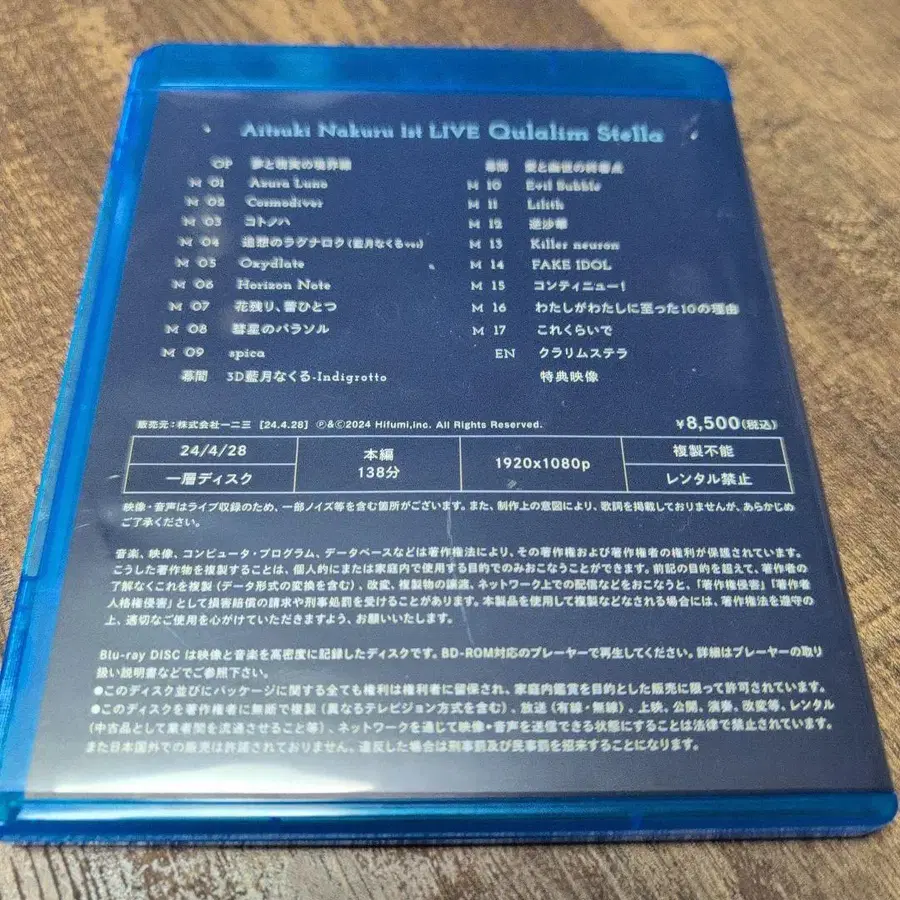 Aitsuki Nakuru 1st LIVE Qulalim Stella
OP 夢と現実の境界線
M 01 Azura Luno
M 02 Cosmodiver
M 03 コトノハ
M 04 追想のラグナロク(藍月なくるver)
M 05 Oxydlate
M 06 Horizon Note
M 07 花残り、蕾ひとつ
M 08 彗星のパラソル
M 09 spica
幕間 3D藍月なくる-Indigrotto
幕間 愛と幽世の終着点
M 10 Evil Bubble
M 11 Lilith
M 12 逆沙華
M 13 Killer neuron
M 14 FAKE IDOL
M 15 コンティニュー!
M 16 わたしがわたしに至った10の理由
M 17 これくらいで
EN クラリムステラ
特典映像
販売元:株式会社一二三 [24.4.28] Ⓟ&Ⓒ2024 Hifumi,inc. All Rights Reserved.
¥8,500(税込)
24/4/28
一層ディスク
本編
138分
1920x1080p
複製不能
レンタル禁止
映像・音声はライブ収録のため、一部ノイズ等を含む箇所がございます。また、制作上の意図により、歌詞を掲載しておりませんが、あらかじめ
ご了承ください。
音楽、映像、コンピュータ・プログラム、データベースなどは著作権法により、その著作権および著作権者の権利が保護されています。
こうした著作物を複製することは、個人的にまたは家庭内で使用する目的でのみおこなうことができます。前記の目的を超えて、著作者の
了解なくこれを複製(データ形式の変換を含む)、改変、複製物の譲渡、ネットワーク上での配信などをおこなうと、「著作権侵害」「著作者
人格権侵害」として損害賠償の請求や刑事処罰を受けることがあります。本製品を使用して複製などなされる場合には、著作権法を遵守の
上、適切なご使用を心がけていただきますよう、お願いいたします。
Blu-ray DISC は映像と音楽を高密度に記録したディスクです。BD-ROM対応のプレーヤーで再生してください。詳細はプレーヤーの取り
扱い説明書などでご参照下さい。
●このディスク並びにパッケージに関する全ても権利は権利者に留保され、家庭内鑑賞を目的とした販売に限って許可されています。
●このディスクを著作者に無断で複製(異なるテレビジョン方式を含む)、放送(有線・無線)、上映、公開、演奏、改変等、レンタル
(中古品として業者間を流通させること等)、ネットワークを通じて映像・音声を送信できる状態にすることは法律で禁止されています。
また日本国外での販売は許諾されておりません、違反した場合は刑事罰及び民事罰を招来することになります。